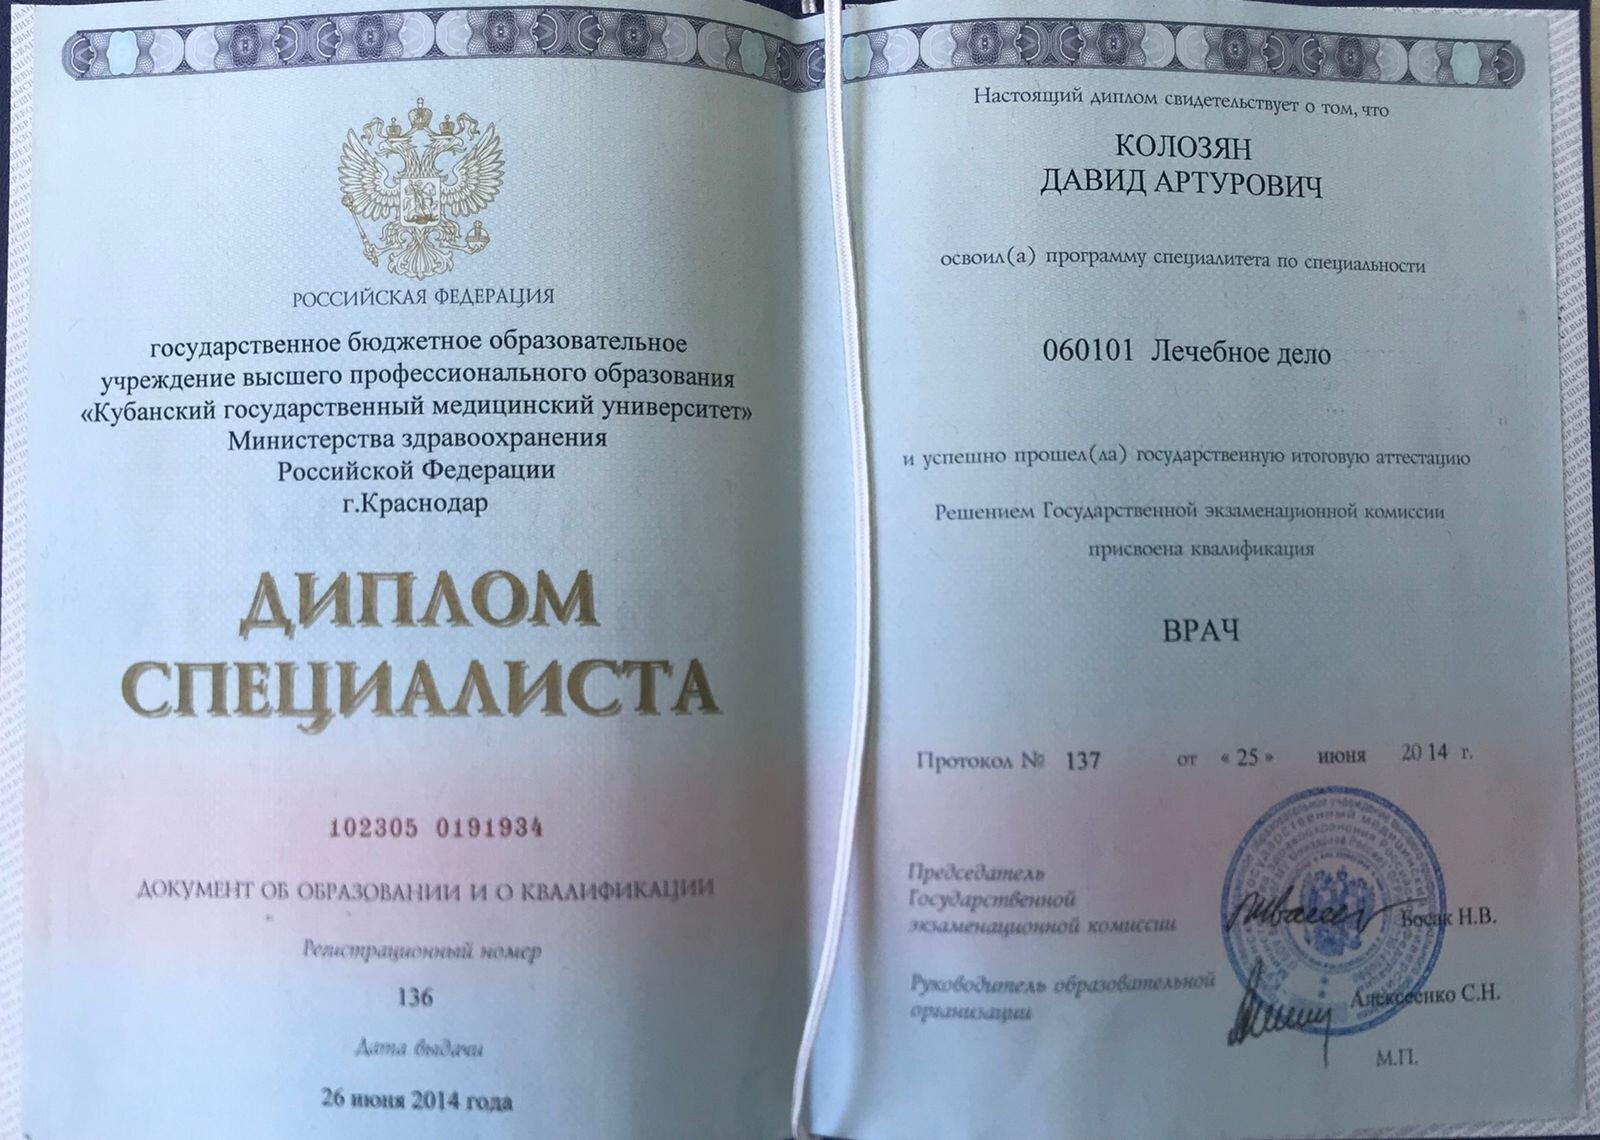 РОССИЙСКАЯ ФЕДЕРАЦИЯ
государственное бюджетное образовательное
учреждение высшего профессионального образования
«Кубанский государственный медицинский университет»
Министерства здравоохранения
Российской Федерации
г.Краснодар
ДИПЛОМ
СПЕЦИАЛИСТА
102305 0191934
ДОКУМЕНТ ОБ ОБРАЗОВАНИИ И О КВАЛИФИКАЦИИ
Регистрационный номер
136
Дата выдачи
26 июня 2014 года
Настоящий диплом свидетельствует о том, что
КОЛОЗЯН
ДАВИД АРТУРОВИЧ
освоил(а) программу специалитета по специальности
060101 Лечебное дело
и успешно прошел(ла) государственную итоговую аттестацию
Решением Государственной экзаменационной комиссии
присвоена квалификация
ВРАЧ
Протокол № 137 от « 25 » июня 2014 г.
Председатель
Государственной
экзаменационной комиссии
Босак Н.В.
Руководитель образовательной
организации
Алексеенко С.Н.
М.П.